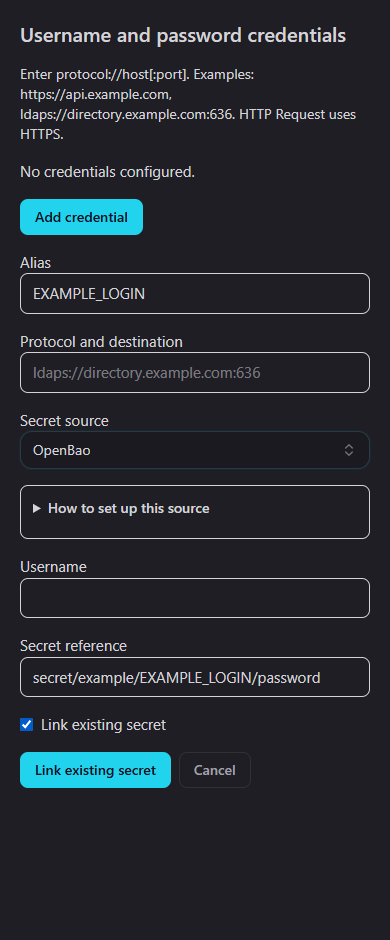 Username and password credentials
Enter protocol://host[:port]. Examples:
https://api.example.com,
ldaps://directory.example.com:636. HTTP Request uses
HTTPS.
No credentials configured.
Add credential
Alias
EXAMPLE_LOGIN
Protocol and destination
ldaps://directory.example.com:636
Secret source
OpenBao
How to set up this source
Username
Secret reference
secret/example/EXAMPLE_LOGIN/password
Link existing secret
Link existing secret
Cancel